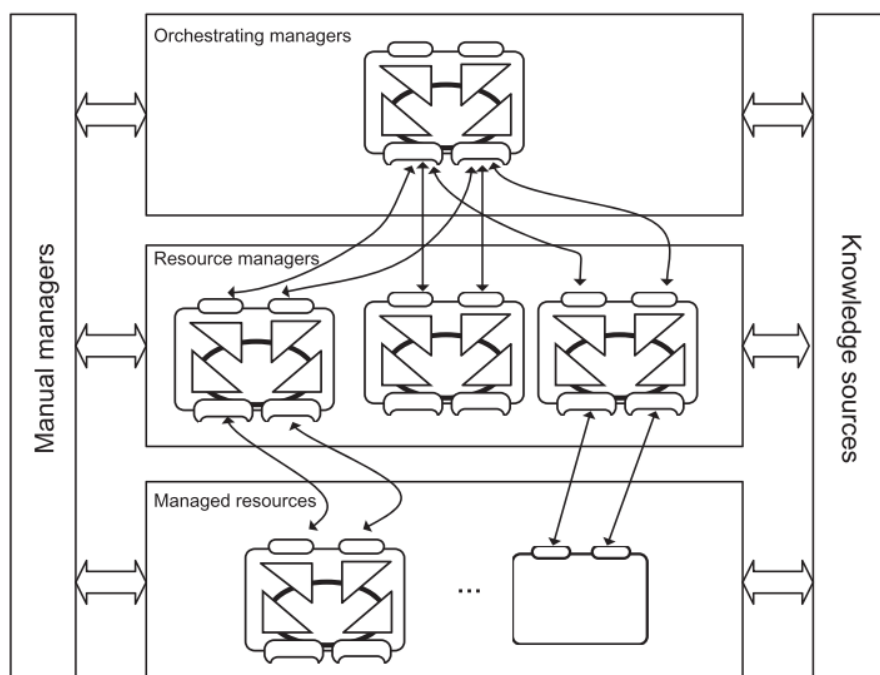 Orchestrating managers
Manual managers
Knowledge sources
Resource managers
Managed resources
...